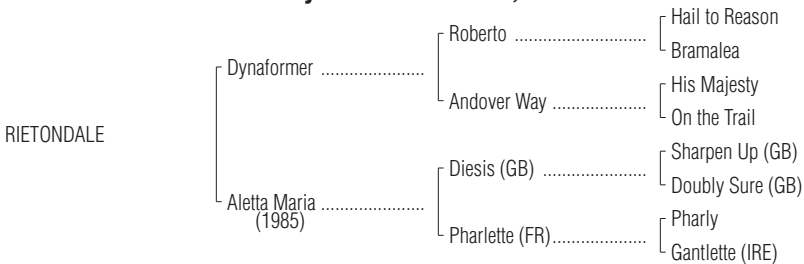 Hail to Reason
Roberto ............................
Bramalea
Dynaformer ......................
His Majesty
Andover Way ....................
On the Trail
RIETONDALE
Sharpen Up (GB)
Diesis (GB) ......................
Doubly Sure (GB)
Aletta Maria ......................
(1985)
Pharly
Pharlette (FR)....................
Gantlette (IRE)